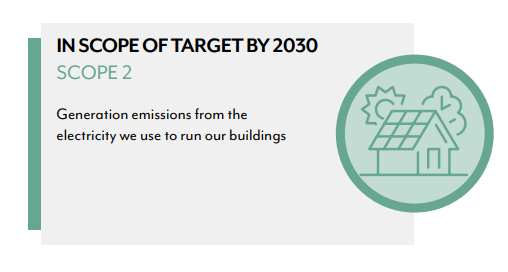 IN SCOPE OF TARGET BY 2030
SCOPE 2
Generation emissions from the
electricity we use to run our buildings